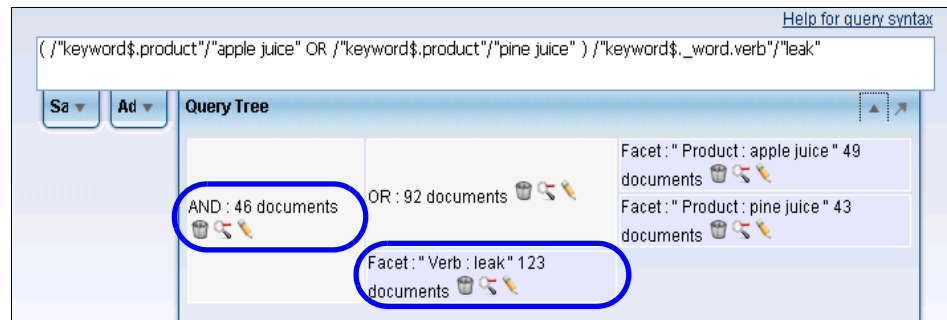 Help for query syntax
( /"keyword$.product"/"apple juice" OR /"keyword$.product"/"pine juice" ) /"keyword$._word.verb"/"leak"
Sa
Ad
Query Tree
AND : 46 documents
OR : 92 documents
Facet : " Product : apple juice " 49
documents
Facet : " Product : pine juice " 43
documents
Facet : " Verb : leak " 123
documents